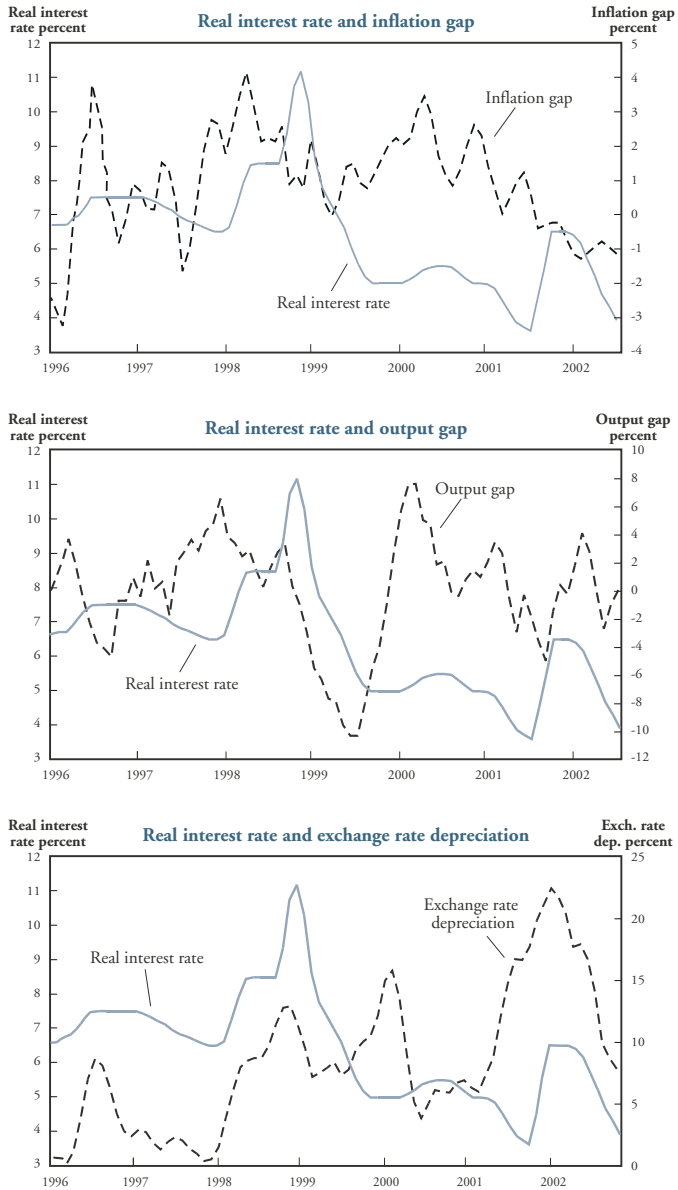 Real interest
rate percent
Real interest rate and inflation gap
Inflation gap
percent
12
11
10
9
8
7
6
5
4
3
5
4
3
2
1
0
-1
-2
-3
-4
Inflation gap
Real interest rate
1996 1997 1998 1999 2000 2001 2002
Real interest
rate percent
Real interest rate and output gap
Output gap
percent
12
11
10
9
8
7
6
5
4
3
10
8
6
4
2
0
-2
-4
-6
-8
-10
-12
Output gap
Real interest rate
1996 1997 1998 1999 2000 2001 2002
Real interest
rate percent
Real interest rate and exchange rate depreciation
Exch. rate
dep. percent
12
11
10
9
8
7
6
5
4
3
25
20
15
10
5
0
Exchange rate
depreciation
Real interest rate
1996 1997 1998 1999 2000 2001 2002